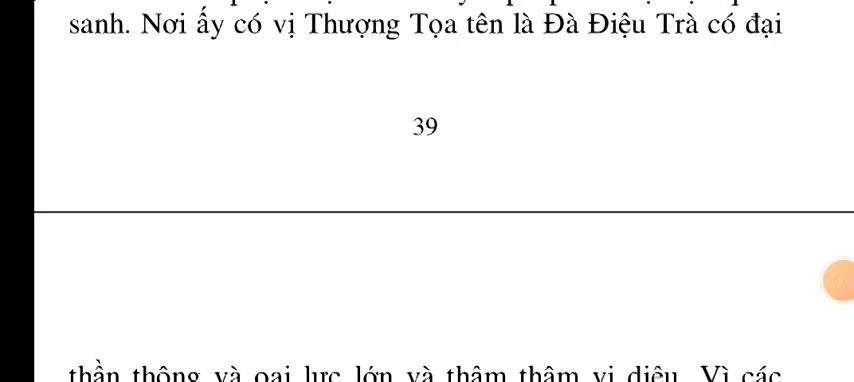 sanh. Nơi ấy có vị Thượng Tọa tên là Đà Điệu Trà có đại
39
thần thông và oai lực lớn và thậm thâm vi diệu. Vì các